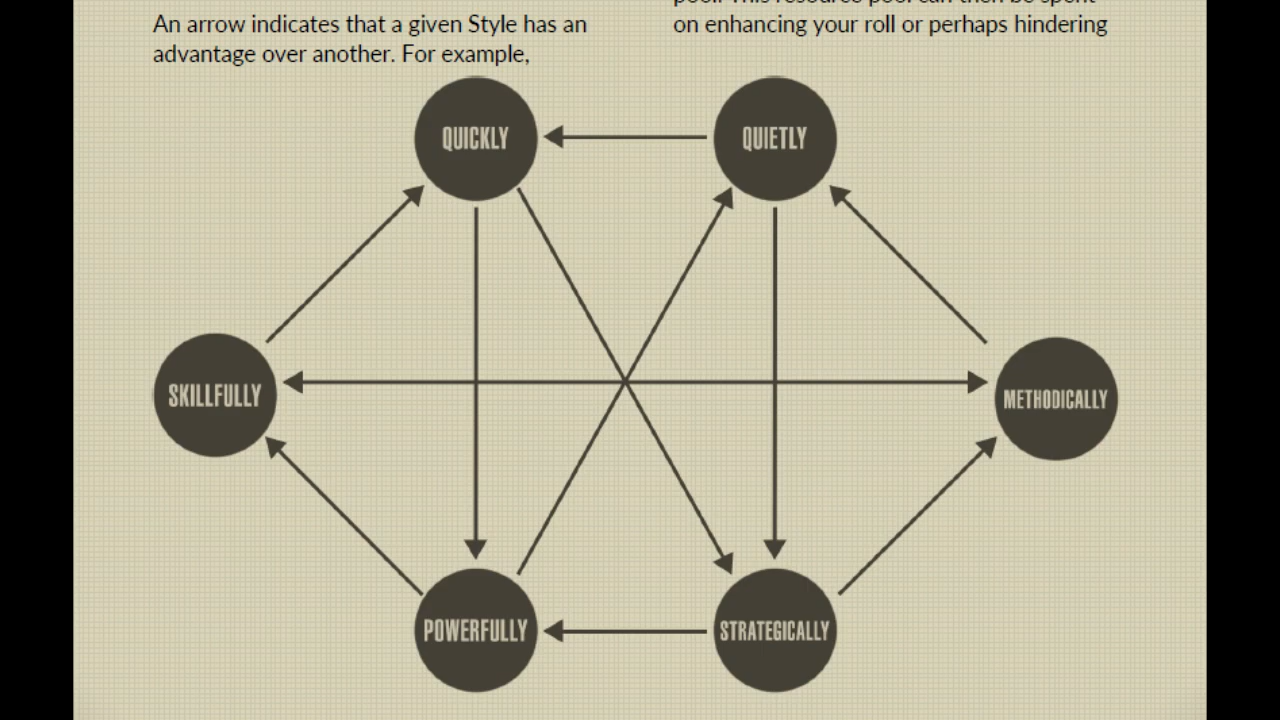 An arrow indicates that a given Style has an
advantage over another. For example,
on enhancing your roll or perhaps hindering
QUICKLY
QUIETLY
SKILLFULLY
METHODICALLY
POWERFULLY
STRATEGICALLY